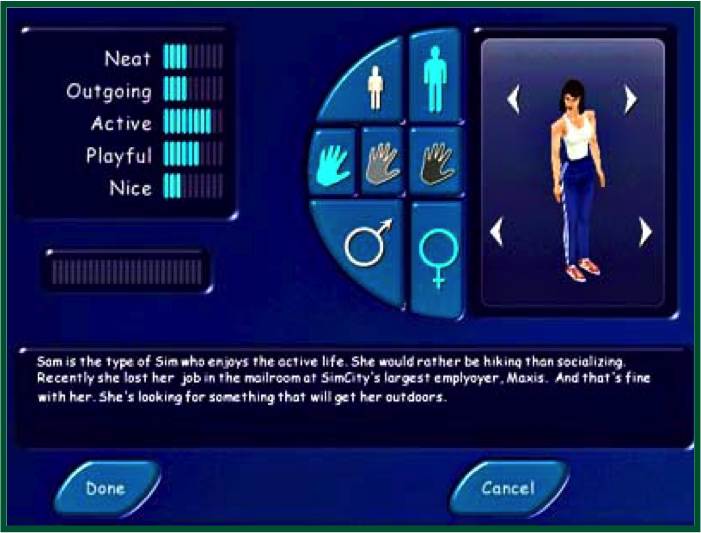 Neat
Outgoing
Active
Playful
Nice
Sam is the type of Sim who enjoys the active life. She would rather be hiking than socializing.
Recently she lost her job in the mailroom at SimCity's largest emplyoyer, Maxis. And that's fine
with her. She's looking for something that will get her outdoors.
Done
Cancel